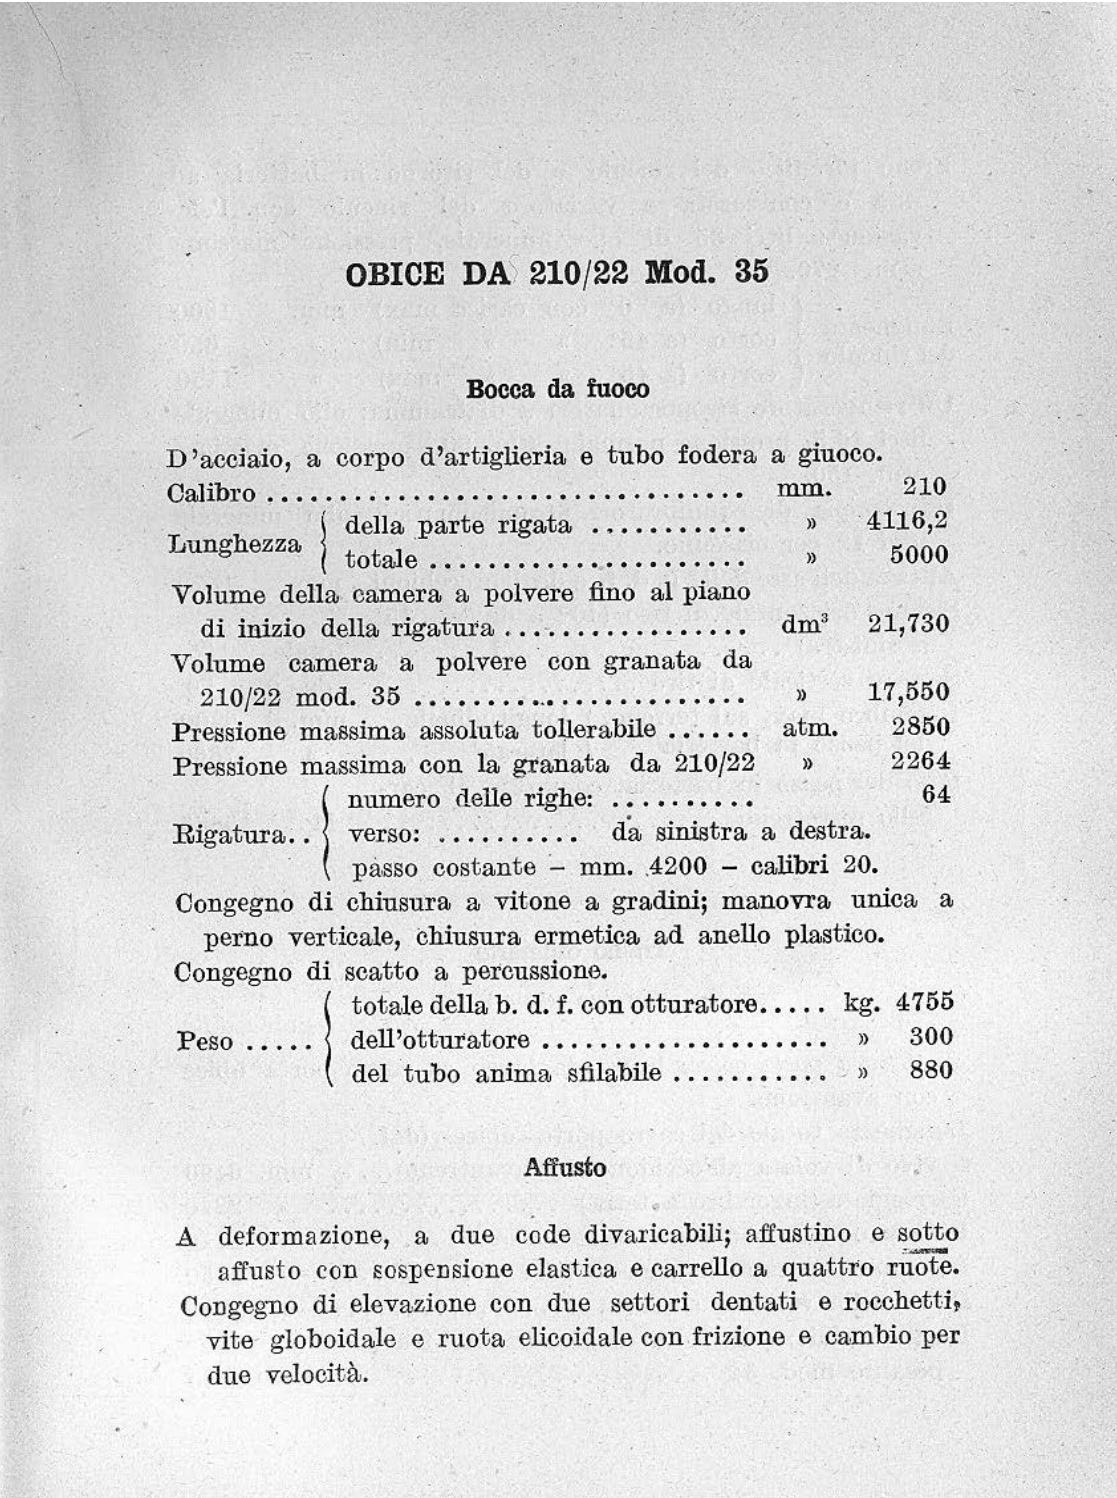 OBICE DA 210/22 Mod. 35
Bocca da fuoco
D'acciaio, a corpo d'artiglieria e tubo fodera a giuoco.
Calibro ................................. mm. 210
Lunghezza { della parte rigata ........... » 4116,2
totale ...................... » 5000
Volume della camera a polvere fino al piano
di inizio della rigatura ................. dm³ 21,730
Volume camera a polvere con granata da
210/22 mod. 35 ....................... » 17,550
Pressione massima assoluta tollerabile ...... atm. 2850
Pressione massima con la granata da 210/22 » 2264
Rigatura.. { numero delle righe: .......... 64
verso: .......... da sinistra a destra.
passo costante – mm. 4200 – calibri 20.
Congegno di chiusura a vitone a gradini; manovra unica a
perno verticale, chiusura ermetica ad anello plastico.
Congegno di scatto a percussione.
Peso ..... { totale della b. d. f. con otturatore..... kg. 4755
dell'otturatore .................... » 300
del tubo anima sfilabile ........... » 880
Affusto
A deformazione, a due code divaricabili; affustino e sotto
affusto con sospensione elastica e carrello a quattro ruote.
Congegno di elevazione con due settori dentati e rocchetti,
vite globoidale e ruota elicoidale con frizione e cambio per
due velocità.